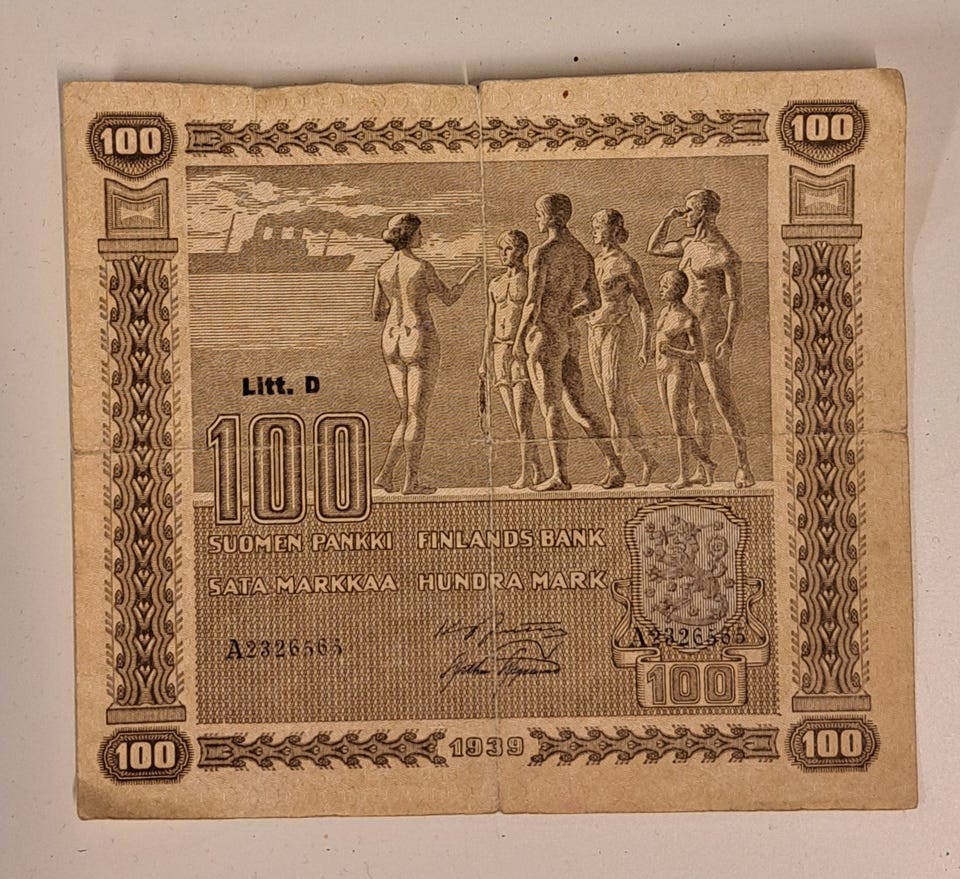 100 100
Litt. D
100
SUOMEN PANKKI FINLANDS BANK
SATA MARKKAA HUNDRA MARK
A2326565 A2326565
100
100 1939 100